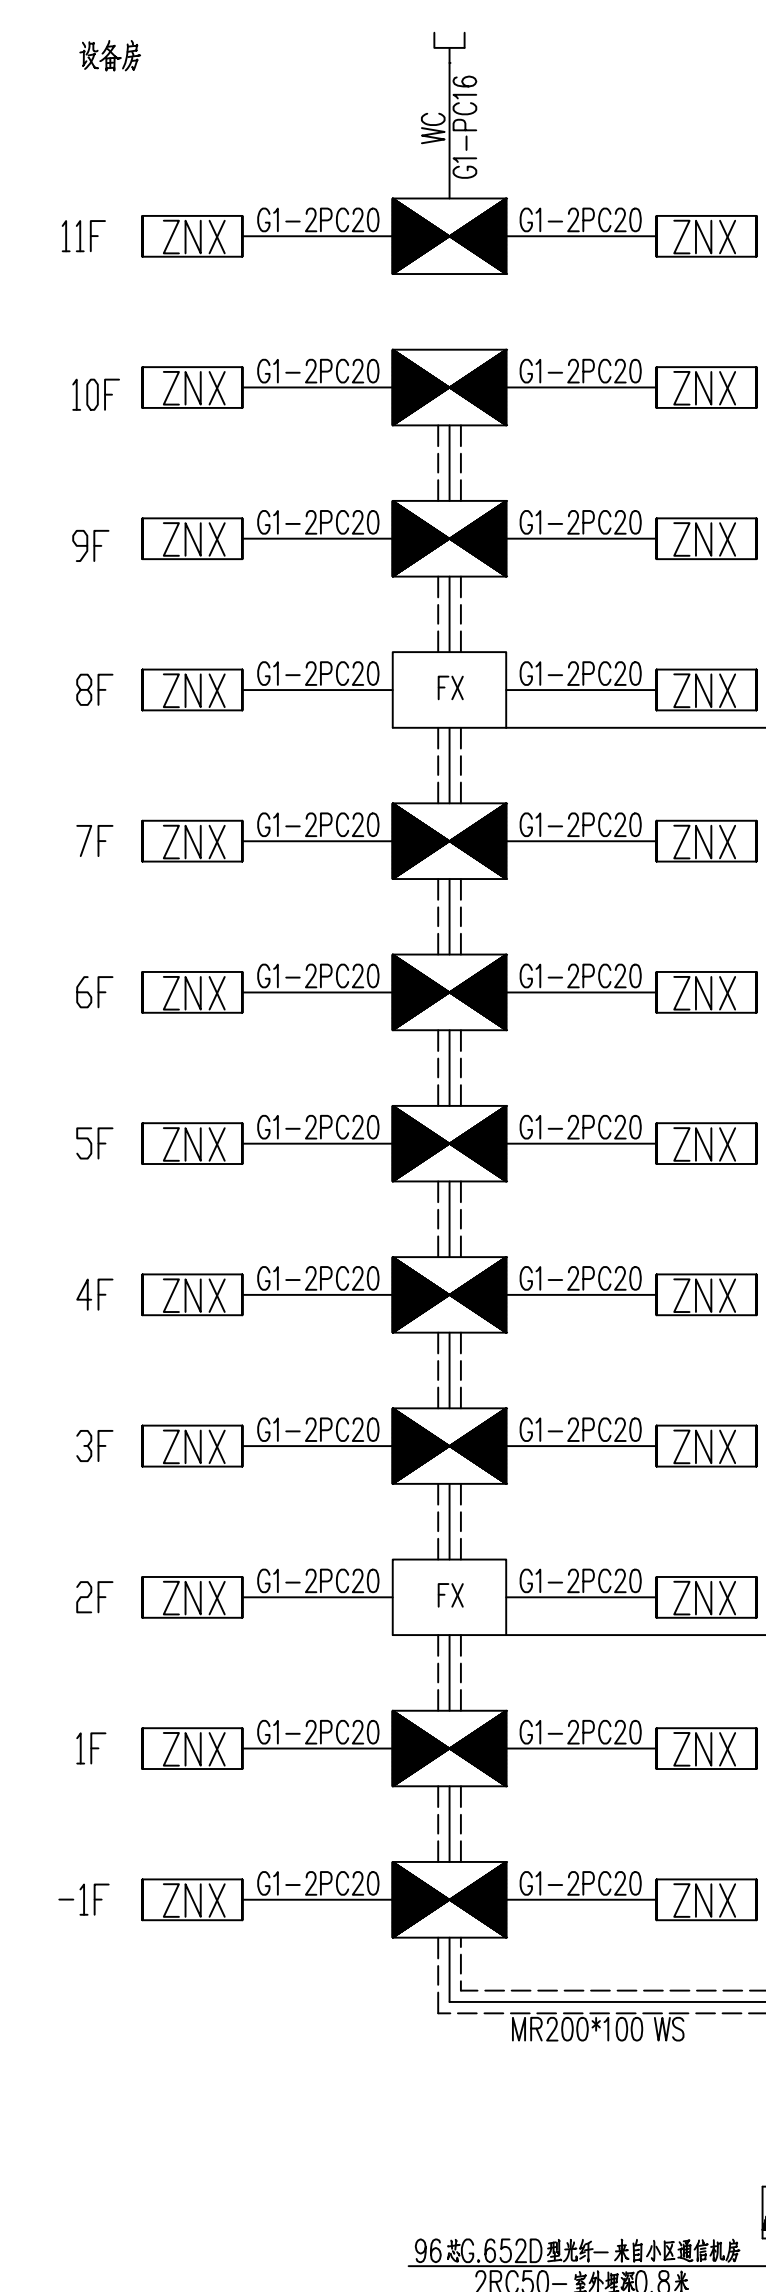 设备房
WC
G1-PC16
11F ZNX G1-2PC20 G1-2PC20 ZNX
10F ZNX G1-2PC20 G1-2PC20 ZNX
9F ZNX G1-2PC20 G1-2PC20 ZNX
8F ZNX G1-2PC20 FX G1-2PC20 ZNX
7F ZNX G1-2PC20 G1-2PC20 ZNX
6F ZNX G1-2PC20 G1-2PC20 ZNX
5F ZNX G1-2PC20 G1-2PC20 ZNX
4F ZNX G1-2PC20 G1-2PC20 ZNX
3F ZNX G1-2PC20 G1-2PC20 ZNX
2F ZNX G1-2PC20 FX G1-2PC20 ZNX
1F ZNX G1-2PC20 G1-2PC20 ZNX
-1F ZNX G1-2PC20 G1-2PC20 ZNX
MR200*100 WS
96芯G.652D型光纤-来自小区通信机房
2RC50-室外埋深0.8米